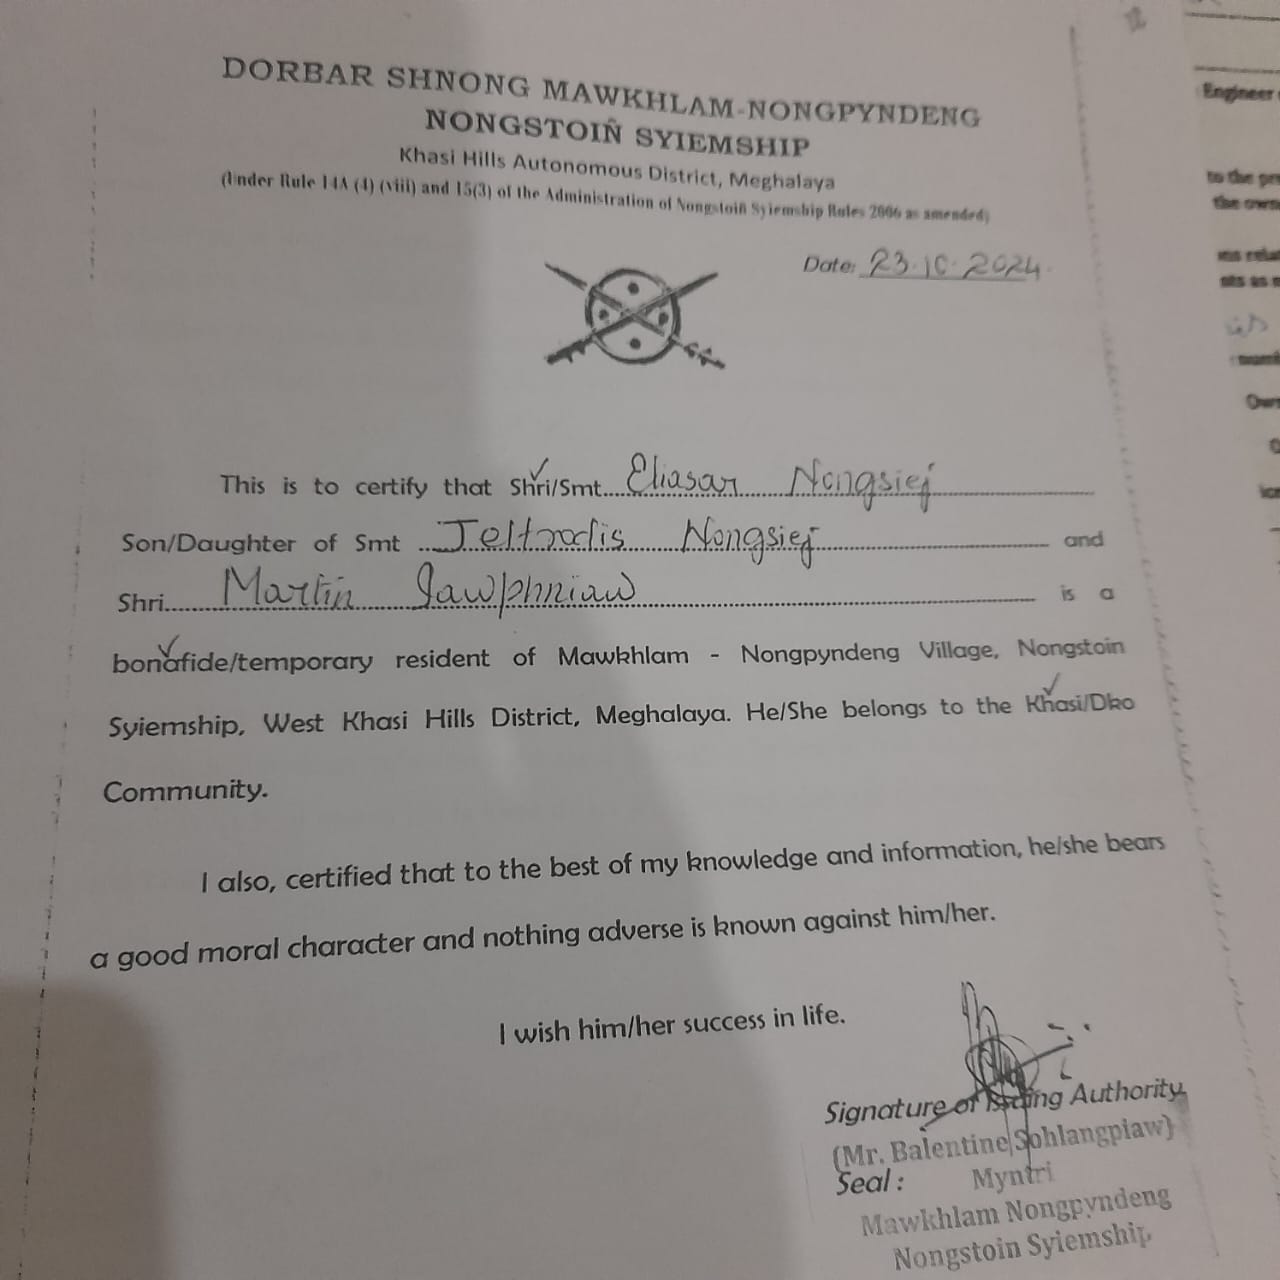 DORBAR SHNONG MAWKHLAM-NONGPYNDENG
NONGSTOIÑ SYIEMSHIP
Khasi Hills Autonomous District, Meghalaya
(Under Rule 14A (4) (viii) and 15(3) of the Administration of Nongstoiñ Syiemship Rules 2006 as amended)
Date: 23.10.2024.
This is to certify that Shri/Smt. Eliasar Nongsiej
Son/Daughter of Smt Jeltrodis Nongsiej and
Shri Martin Iawphniaw is a
bonafide/temporary resident of Mawkhlam - Nongpyndeng Village, Nongstoin
Syiemship, West Khasi Hills District, Meghalaya. He/She belongs to the Khasi/Dko
Community.
I also, certified that to the best of my knowledge and information, he/she bears
a good moral character and nothing adverse is known against him/her.
I wish him/her success in life.
Signature of Issuing Authority
(Mr. Balentine Sohlangpiaw)
Seal : Myntri
Mawkhlam Nongpyndeng
Nongstoin Syiemship
Engineer
to the
the